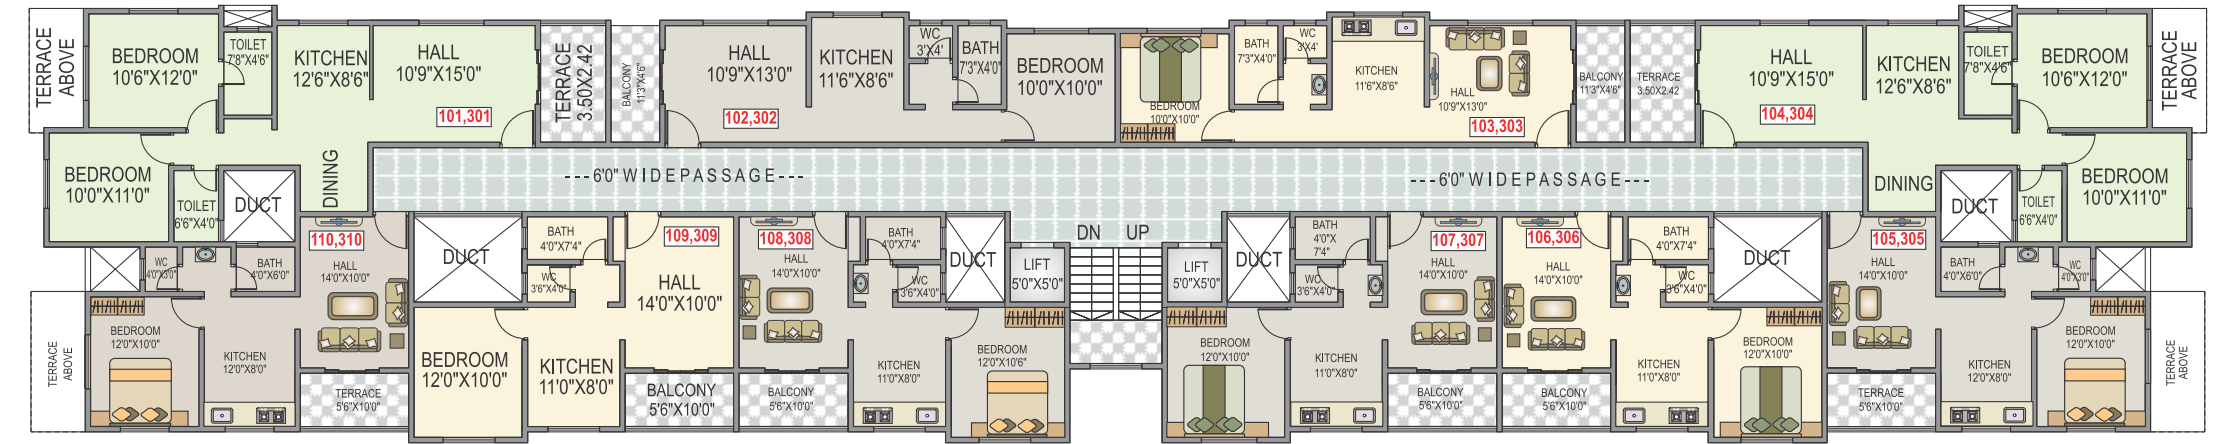 TERRACE
ABOVE
BEDROOM
10'6"X12'0"
TOILET
7'8"X4'6"
KITCHEN
12'6"X8'6"
HALL
10'9"X15'0"
101,301
TERRACE
3.50X2.42
BALCONY
11'3"X4'6"
HALL
10'9"X13'0"
102,302
KITCHEN
11'6"X8'6"
WC
3'X4'
BATH
7'3"X4'0"
BEDROOM
10'0"X10'0"
BEDROOM
10'0"X10'0"
BATH
7'3"X4'0"
WC
3'X4'
KITCHEN
11'6"X8'6"
HALL
10'9"X13'0"
103,303
BALCONY
11'3"X4'6"
TERRACE
3.50X2.42
HALL
10'9"X15'0"
104,304
KITCHEN
12'6"X8'6"
TOILET
7'8"X4'6"
BEDROOM
10'6"X12'0"
TERRACE
ABOVE
BEDROOM
10'0"X11'0"
TOILET
6'6"X4'0"
DUCT
DINING
---6'0" WIDEPASSAGE---
---6'0" WIDEPASSAGE---
DINING
DUCT
TOILET
6'6"X4'0"
BEDROOM
10'0"X11'0"
WC
4'0"X3'0"
BATH
4'0"X6'0"
110,310
HALL
14'0"X10'0"
BEDROOM
12'0"X10'0"
KITCHEN
12'0"X8'0"
TERRACE
5'6"X10'0"
TERRACE
ABOVE
DUCT
BATH
4'0"X7'4"
WC
3'6"X4'0"
109,309
HALL
14'0"X10'0"
BEDROOM
12'0"X10'0"
KITCHEN
11'0"X8'0"
BALCONY
5'6"X10'0"
108,308
HALL
14'0"X10'0"
BATH
4'0"X7'4"
WC
3'6"X4'0"
DUCT
KITCHEN
11'0"X8'0"
BEDROOM
12'0"X10'6"
BALCONY
5'6"X10'0"
LIFT
5'0"X5'0"
DN UP
LIFT
5'0"X5'0"
DUCT
BATH
4'0"X
7'4"
WC
3'6"X4'0"
107,307
HALL
14'0"X10'0"
BEDROOM
12'0"X10'0"
KITCHEN
11'0"X8'0"
BALCONY
5'6"X10'0"
106,306
HALL
14'0"X10'0"
BATH
4'0"X7'4"
WC
3'6"X4'0"
DUCT
KITCHEN
11'0"X8'0"
BEDROOM
12'0"X10'0"
BALCONY
5'6"X10'0"
105,305
HALL
14'0"X10'0"
BATH
4'0"X6'0"
WC
4'0"X3'0"
BEDROOM
12'0"X10'0"
KITCHEN
12'0"X8'0"
TERRACE
5'6"X10'0"
TERRACE
ABOVE